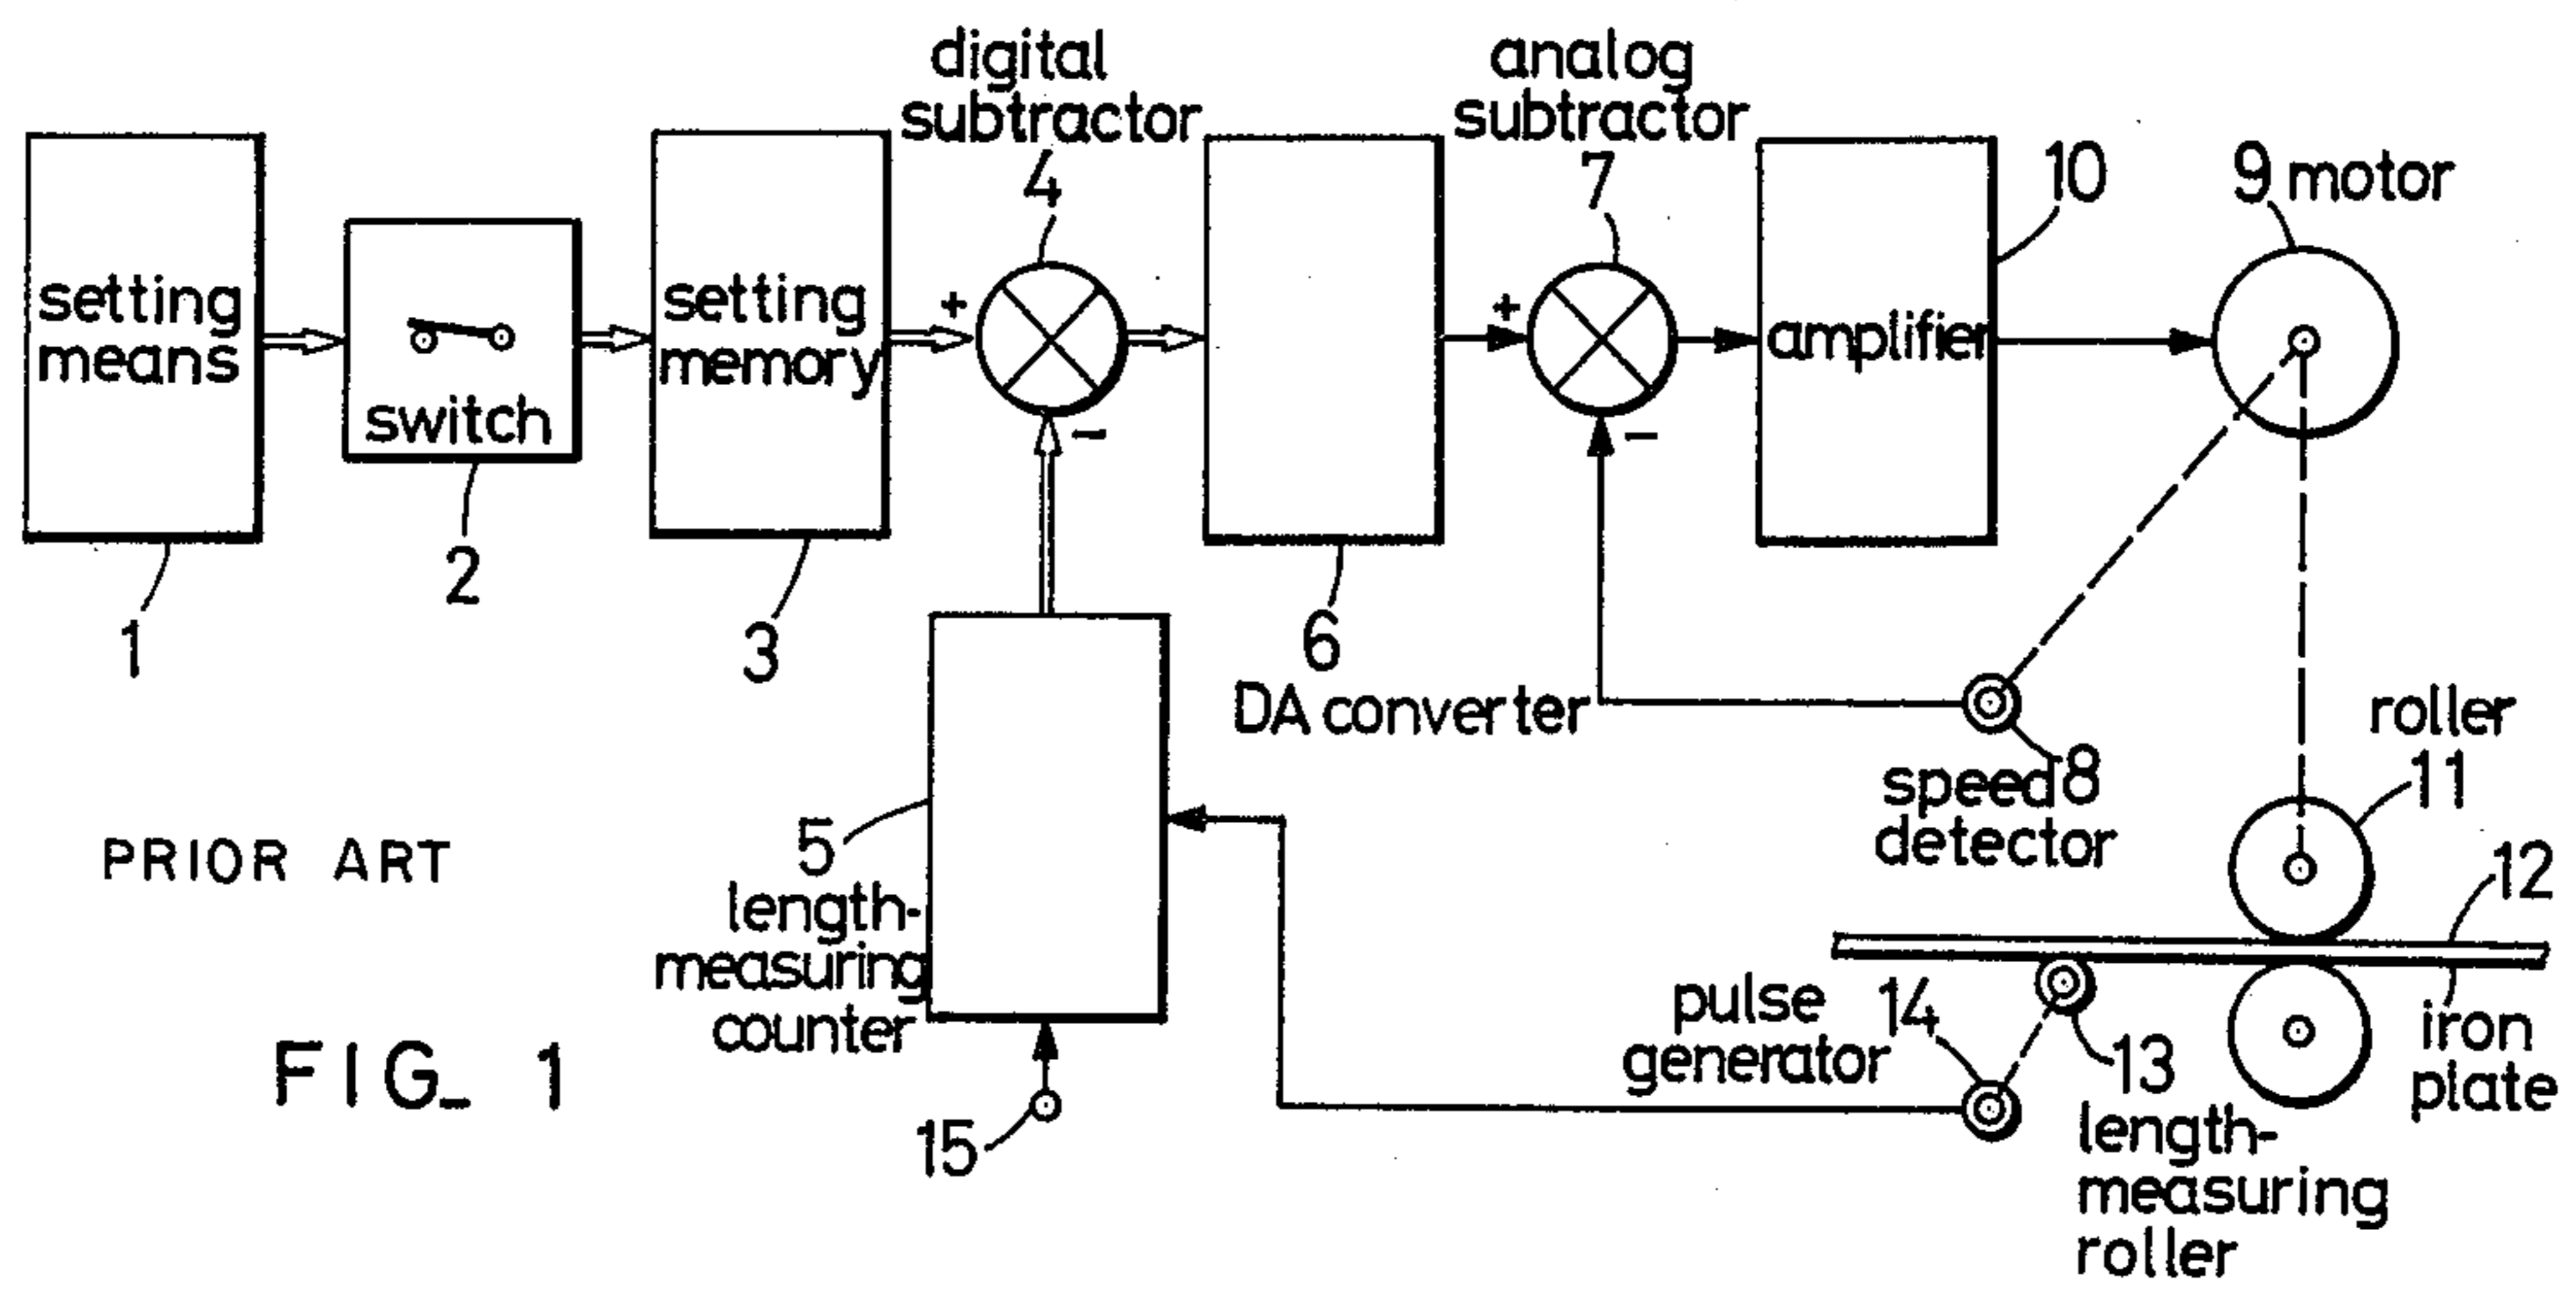 digital
subtractor
4
analog
subtractor
7
10
9 motor
setting
means
1
switch
2
setting
memory
3
+
-
6
DA converter
+
-
amplifier
speed 8
detector
roller
11
12
iron
plate
5
length-
measuring
counter
15
pulse
generator
14
13
length-
measuring
roller
PRIOR ART
FIG_ 1